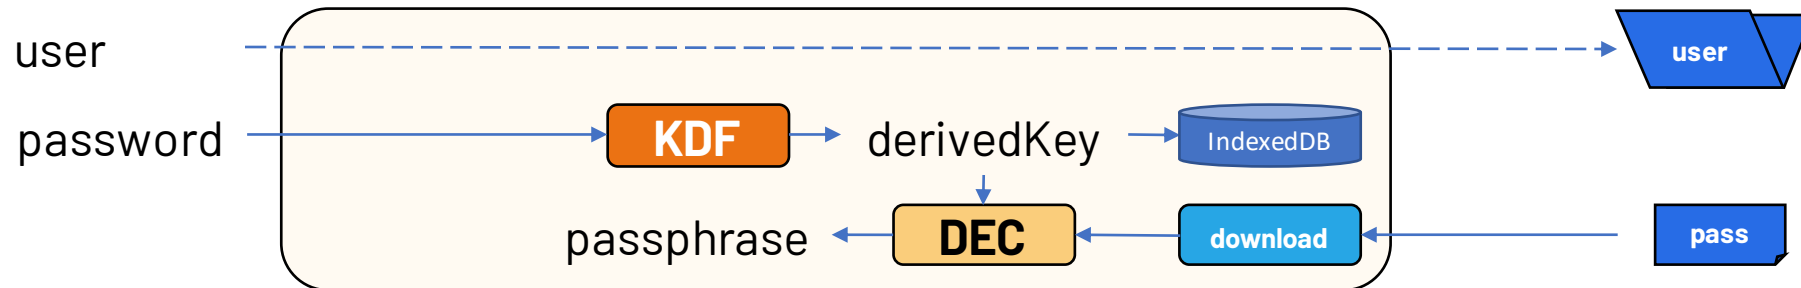 user
user
password
KDF
derivedKey
IndexedDB
passphrase
DEC
download
pass